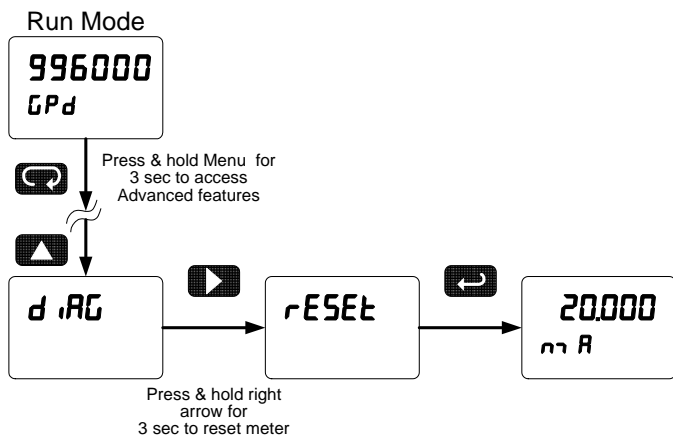 Run Mode
996000
GPd
Press & hold Menu for
3 sec to access
Advanced features
diAG
rESEt
20.000
mA
Press & hold right
arrow for
3 sec to reset meter